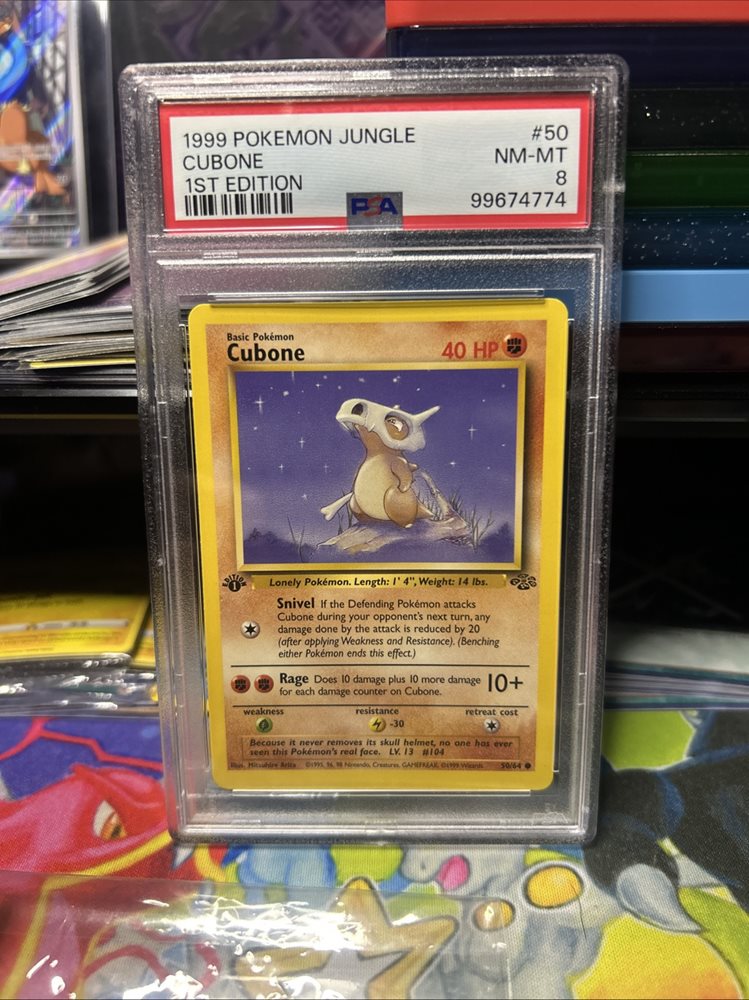 1999 POKEMON JUNGLE #50
CUBONE NM-MT
1ST EDITION 8
PSA 99674774
Basic Pokémon
Cubone 40 HP
EDITION 1
Lonely Pokémon. Length: 1' 4", Weight: 14 lbs.
Snivel If the Defending Pokémon attacks
Cubone during your opponent's next turn, any
damage done by the attack is reduced by 20
(after applying Weakness and Resistance). (Benching
either Pokémon ends this effect.)
Rage Does 10 damage plus 10 more damage 10+
for each damage counter on Cubone.
weakness resistance retreat cost
-30
Because it never removes its skull helmet, no one has ever
seen this Pokémon's real face. LV. 13 #104
Illus. Mitsuhiro Arita ©1995, 96, 98 Nintendo, Creatures, GAMEFREAK. ©1999 Wizards. 50/64